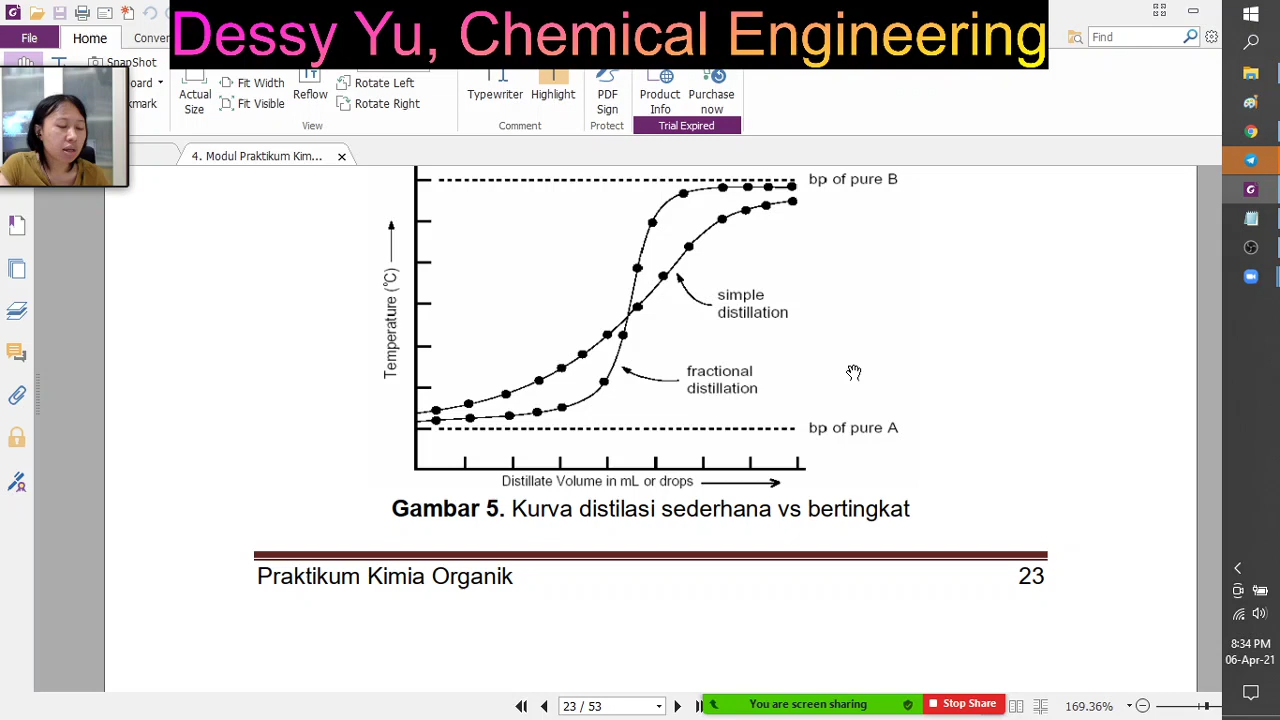 Dessy Yu, Chemical Engineering
File
Home
Conver
Find
SnapShot
board
kmark
Actual
Size
Fit Width
Fit Visible
Reflow
Rotate Left
Rotate Right
View
Typewriter
Highlight
Comment
PDF
Sign
Protect
Product
Info
Purchase
now
Trial Expired
4. Modul Praktikum Kim...
bp of pure B
Temperature (°C)
simple
distillation
fractional
distillation
bp of pure A
Distillate Volume in mL or drops
Gambar 5. Kurva distilasi sederhana vs bertingkat
Praktikum Kimia Organik
23
23 / 53
You are screen sharing
Stop Share
169.36%
8:34 PM
06-Apr-21